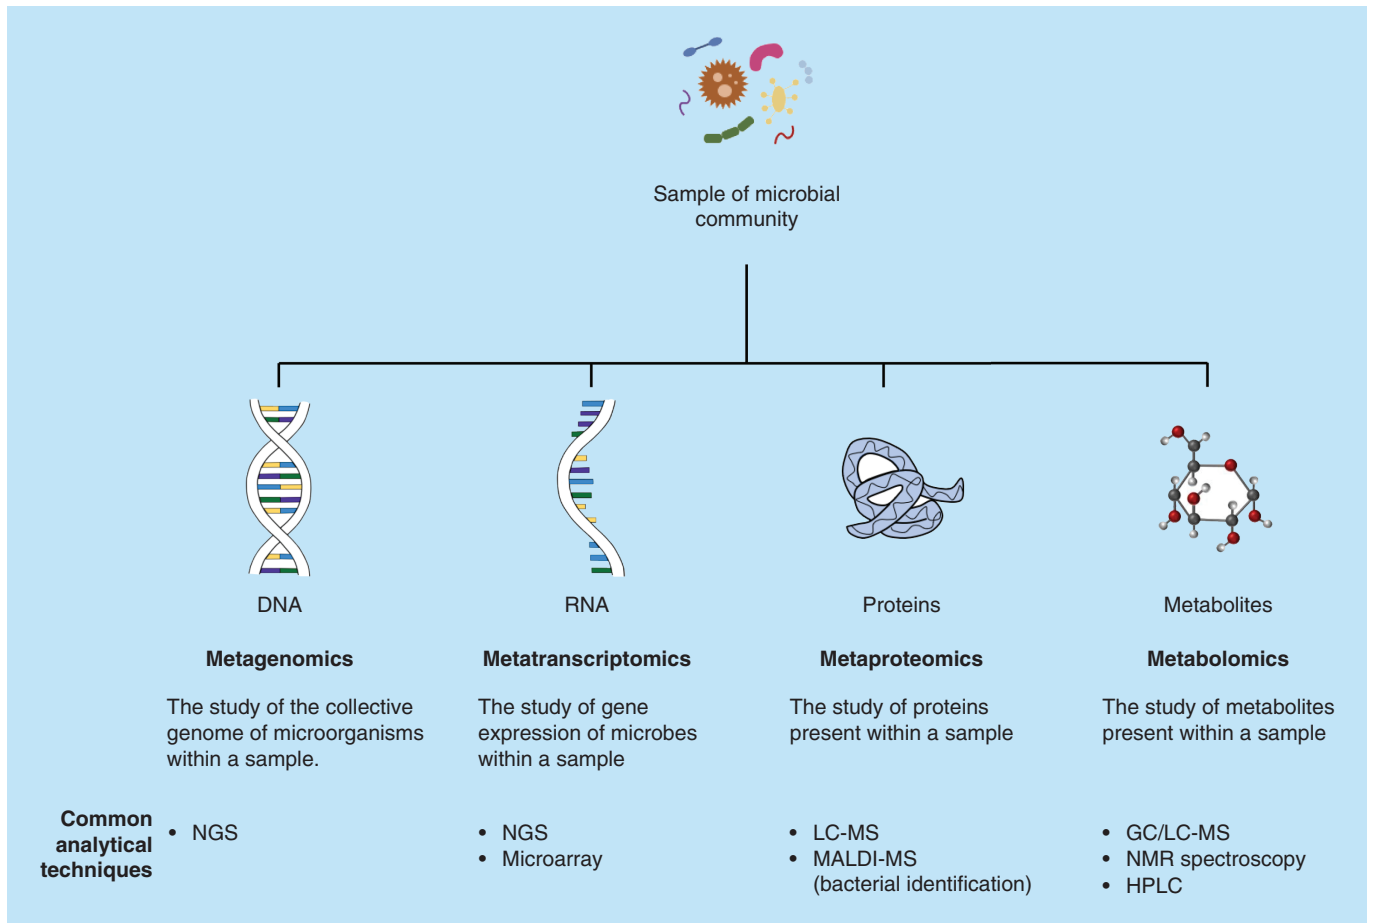 Sample of microbial
community
DNA
Metagenomics
The study of the collective
genome of microorganisms
within a sample.
RNA
Metatranscriptomics
The study of gene
expression of microbes
within a sample
Proteins
Metaproteomics
The study of proteins
present within a sample
Metabolites
Metabolomics
The study of metabolites
present within a sample
Common
analytical
techniques
• NGS
• NGS
• Microarray
• LC-MS
• MALDI-MS
(bacterial identification)
• GC/LC-MS
• NMR spectroscopy
• HPLC